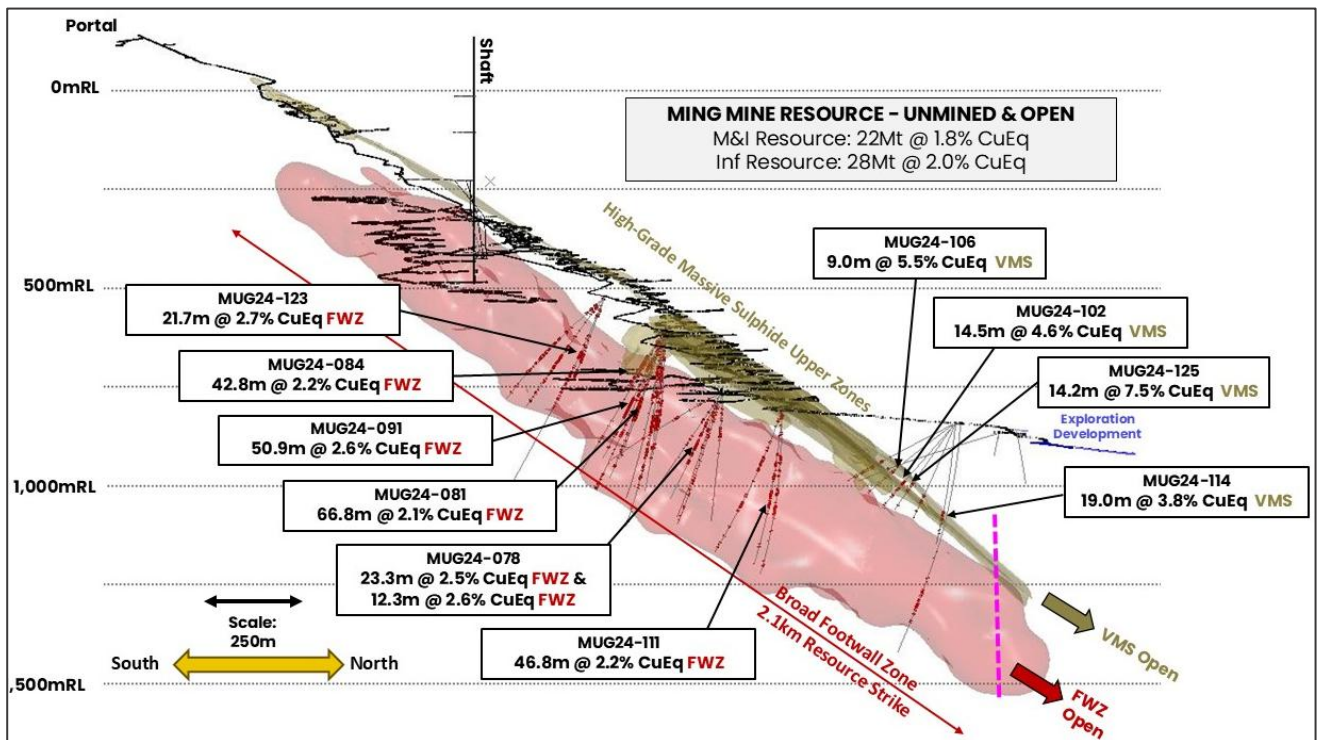 Portal
Shaft
0mRL
MING MINE RESOURCE - UNMINED & OPEN
M&I Resource: 22Mt @ 1.8% CuEq
Inf Resource: 28Mt @ 2.0% CuEq
High-Grade Massive Sulphide Upper Zones
MUG24-106
9.0m @ 5.5% CuEq VMS
500mRL
MUG24-123
21.7m @ 2.7% CuEq FWZ
MUG24-102
14.5m @ 4.6% CuEq VMS
MUG24-084
42.8m @ 2.2% CuEq FWZ
MUG24-125
14.2m @ 7.5% CuEq VMS
Exploration
Development
MUG24-091
50.9m @ 2.6% CuEq FWZ
1,000mRL
MUG24-114
19.0m @ 3.8% CuEq VMS
MUG24-081
66.8m @ 2.1% CuEq FWZ
MUG24-078
23.3m @ 2.5% CuEq FWZ &
12.3m @ 2.6% CuEq FWZ
Broad Footwall Zone
2.1km Resource Strike
Scale:
250m
South
North
MUG24-111
46.8m @ 2.2% CuEq FWZ
VMS Open
,500mRL
FWZ
Open